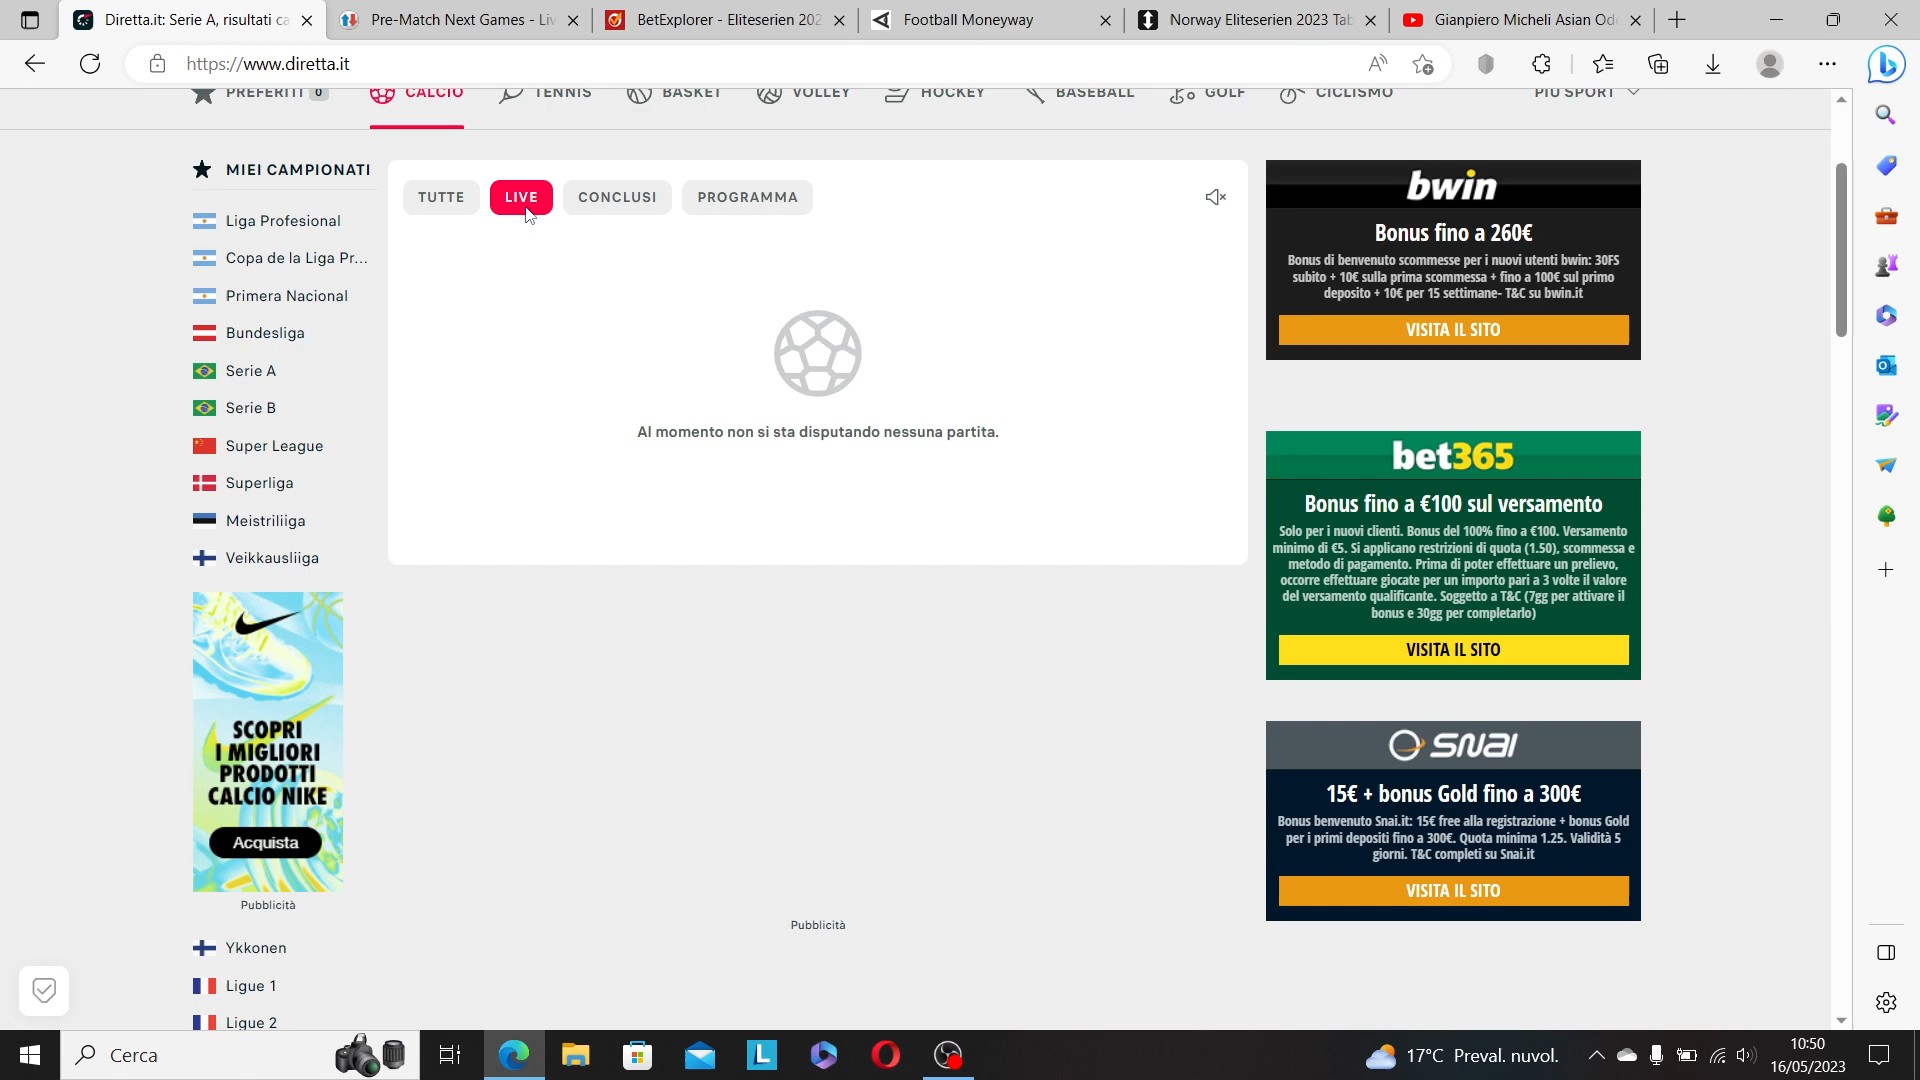 Diretta.it: Serie A, risultati ca
Pre-Match Next Games - Liv
BetExplorer - Eliteserien 202
Football Moneyway
Norway Eliteserien 2023 Tab
Gianpiero Micheli Asian Od
https://www.diretta.it
PREFERITI 0
CALCIO
TENNIS
BASKET
VOLLEY
HOCKEY
BASEBALL
GOLF
CICLISMO
PIÙ SPORT
MIEI CAMPIONATI
Liga Profesional
Copa de la Liga Pr...
Primera Nacional
Bundesliga
Serie A
Serie B
Super League
Superliga
Meistriliiga
Veikkausliiga
SCOPRI
I MIGLIORI
PRODOTTI
CALCIO NIKE
Acquista
Pubblicità
Ykkonen
Ligue 1
Ligue 2
TUTTE
LIVE
CONCLUSI
PROGRAMMA
Al momento non si sta disputando nessuna partita.
Pubblicità
bwin
Bonus fino a 260€
Bonus di benvenuto scommesse per i nuovi utenti bwin: 30FS
subito + 10€ sulla prima scommessa + fino a 100€ sul primo
deposito + 10€ per 15 settimane- T&C su bwin.it
VISITA IL SITO
bet365
Bonus fino a €100 sul versamento
Solo per i nuovi clienti. Bonus del 100% fino a €100. Versamento
minimo di €5. Si applicano restrizioni di quota (1.50), scommessa e
metodo di pagamento. Prima di poter effettuare un prelievo,
occorre effettuare giocate per un importo pari a 3 volte il valore
del versamento qualificante. Soggetto a T&C (7gg per attivare il
bonus e 30gg per completarlo)
VISITA IL SITO
SNAI
15€ + bonus Gold fino a 300€
Bonus benvenuto Snai.it: 15€ free alla registrazione + bonus Gold
per i primi depositi fino a 300€. Quota minima 1.25. Validità 5
giorni. T&C completi su Snai.it
VISITA IL SITO
Cerca
17°C Preval. nuvol.
10:50
16/05/2023